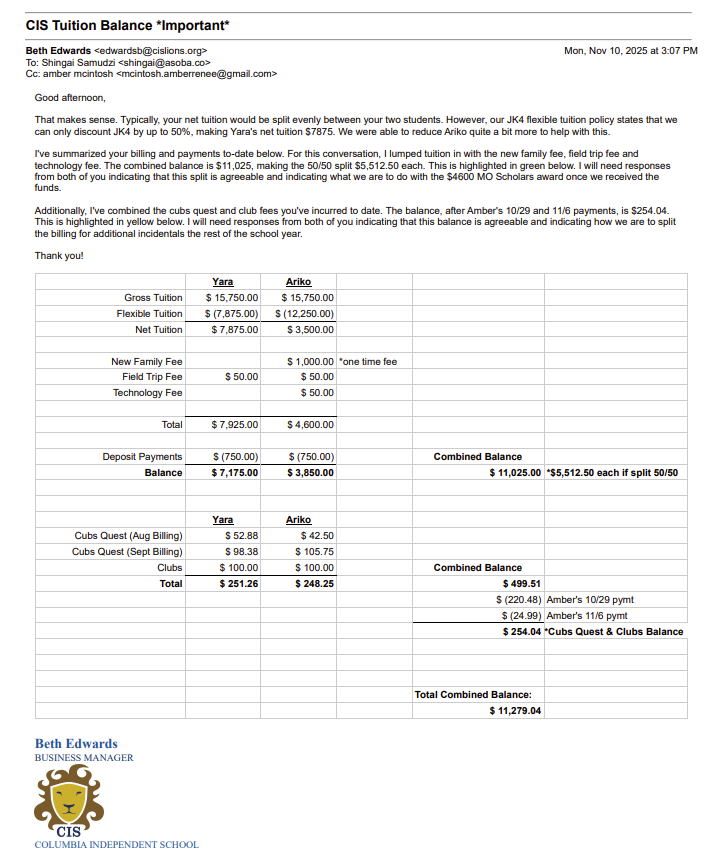 CIS Tuition Balance *Important*
Beth Edwards <edwardsb@cislions.org> Mon, Nov 10, 2025 at 3:07 PM
To: Shingai Samudzi <shingai@asoba.co>
Cc: amber mcintosh <mcintosh.amberrenee@gmail.com>
Good afternoon,
That makes sense. Typically, your net tuition would be split evenly between your two students. However, our JK4 flexible tuition policy states that we
can only discount JK4 by up to 50%, making Yara's net tuition $7875. We were able to reduce Ariko quite a bit more to help with this.
I've summarized your billing and payments to-date below. For this conversation, I lumped tuition in with the new family fee, field trip fee and
technology fee. The combined balance is $11,025, making the 50/50 split $5,512.50 each. This is highlighted in green below. I will need responses
from both of you indicating that this split is agreeable and indicating what we are to do with the $4600 MO Scholars award once we received the
funds.
Additionally, I've combined the cubs quest and club fees you've incurred to date. The balance, after Amber's 10/29 and 11/6 payments, is $254.04.
This is highlighted in yellow below. I will need responses from both of you indicating that this balance is agreeable and indicating how we are to split
the billing for additional incidentals the rest of the school year.
Thank you!
Yara Ariko
Gross Tuition $ 15,750.00 $ 15,750.00
Flexible Tuition $ (7,875.00) $ (12,250.00)
Net Tuition $ 7,875.00 $ 3,500.00
New Family Fee $ 1,000.00 *one time fee
Field Trip Fee $ 50.00 $ 50.00
Technology Fee $ 50.00
Total $ 7,925.00 $ 4,600.00
Deposit Payments $ (750.00) $ (750.00) Combined Balance
Balance $ 7,175.00 $ 3,850.00 $ 11,025.00 *$5,512.50 each if split 50/50
Yara Ariko
Cubs Quest (Aug Billing) $ 52.88 $ 42.50
Cubs Quest (Sept Billing) $ 98.38 $ 105.75
Clubs $ 100.00 $ 100.00 Combined Balance
Total $ 251.26 $ 248.25 $ 499.51
$ (220.48) Amber's 10/29 pymt
$ (24.99) Amber's 11/6 pymt
$ 254.04 *Cubs Quest & Clubs Balance
Total Combined Balance:
$ 11,279.04
Beth Edwards
BUSINESS MANAGER
CIS
COLUMBIA INDEPENDENT SCHOOL